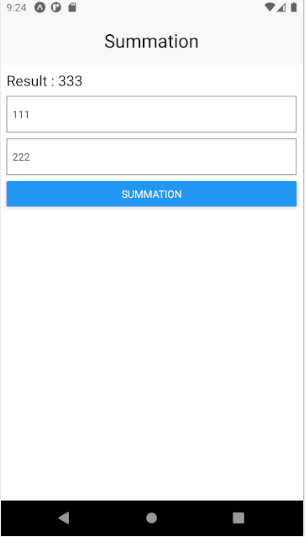 9:24
Summation
Result : 333
111
222
SUMMATION